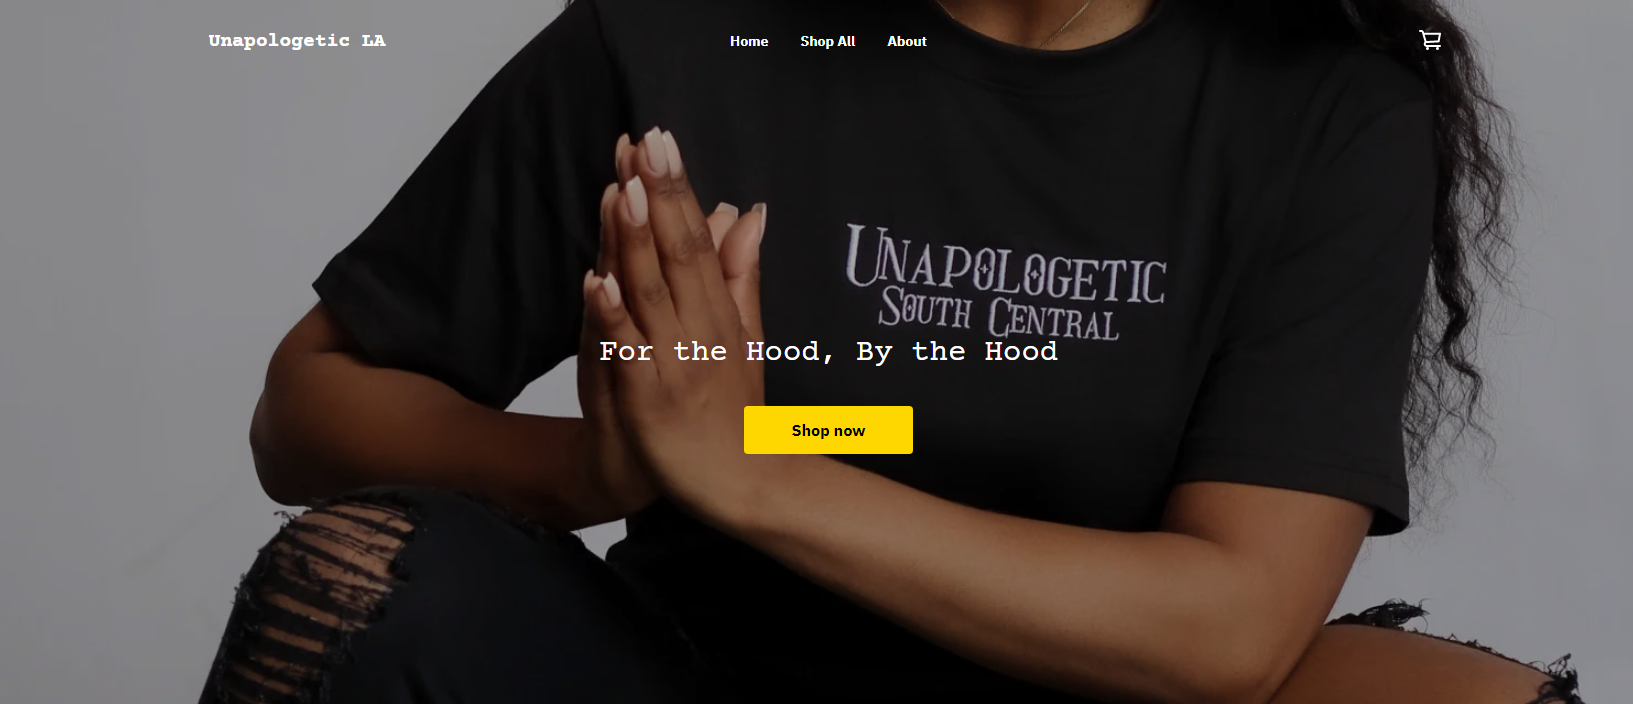 Unapologetic LA
Home Shop All About
UNAPOLOGETIC
SOUTH CENTRAL
For the Hood, By the Hood
Shop now